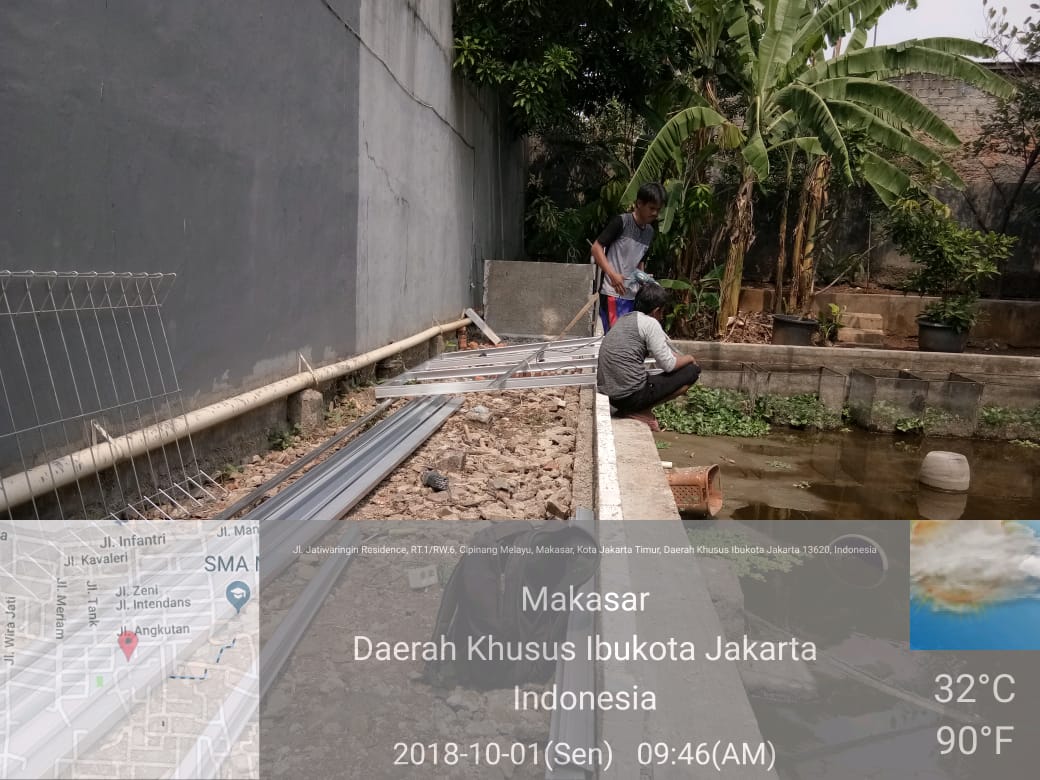 Jl. Infantri
Jl. Man
Jl. Kavaleri
SMA
Jl. Wira Jati
Jl. Meriam
Jl. Tank
Jl. Zeni
Jl. Intendans
Jl. Angkutan
Jl. Jatiwaringin Residence, RT.1/RW.6, Cipinang Melayu, Makasar, Kota Jakarta Timur, Daerah Khusus Ibukota Jakarta 13620, Indonesia
Makasar
Daerah Khusus Ibukota Jakarta
Indonesia
2018-10-01(Sen) 09:46(AM)
32°C
90°F